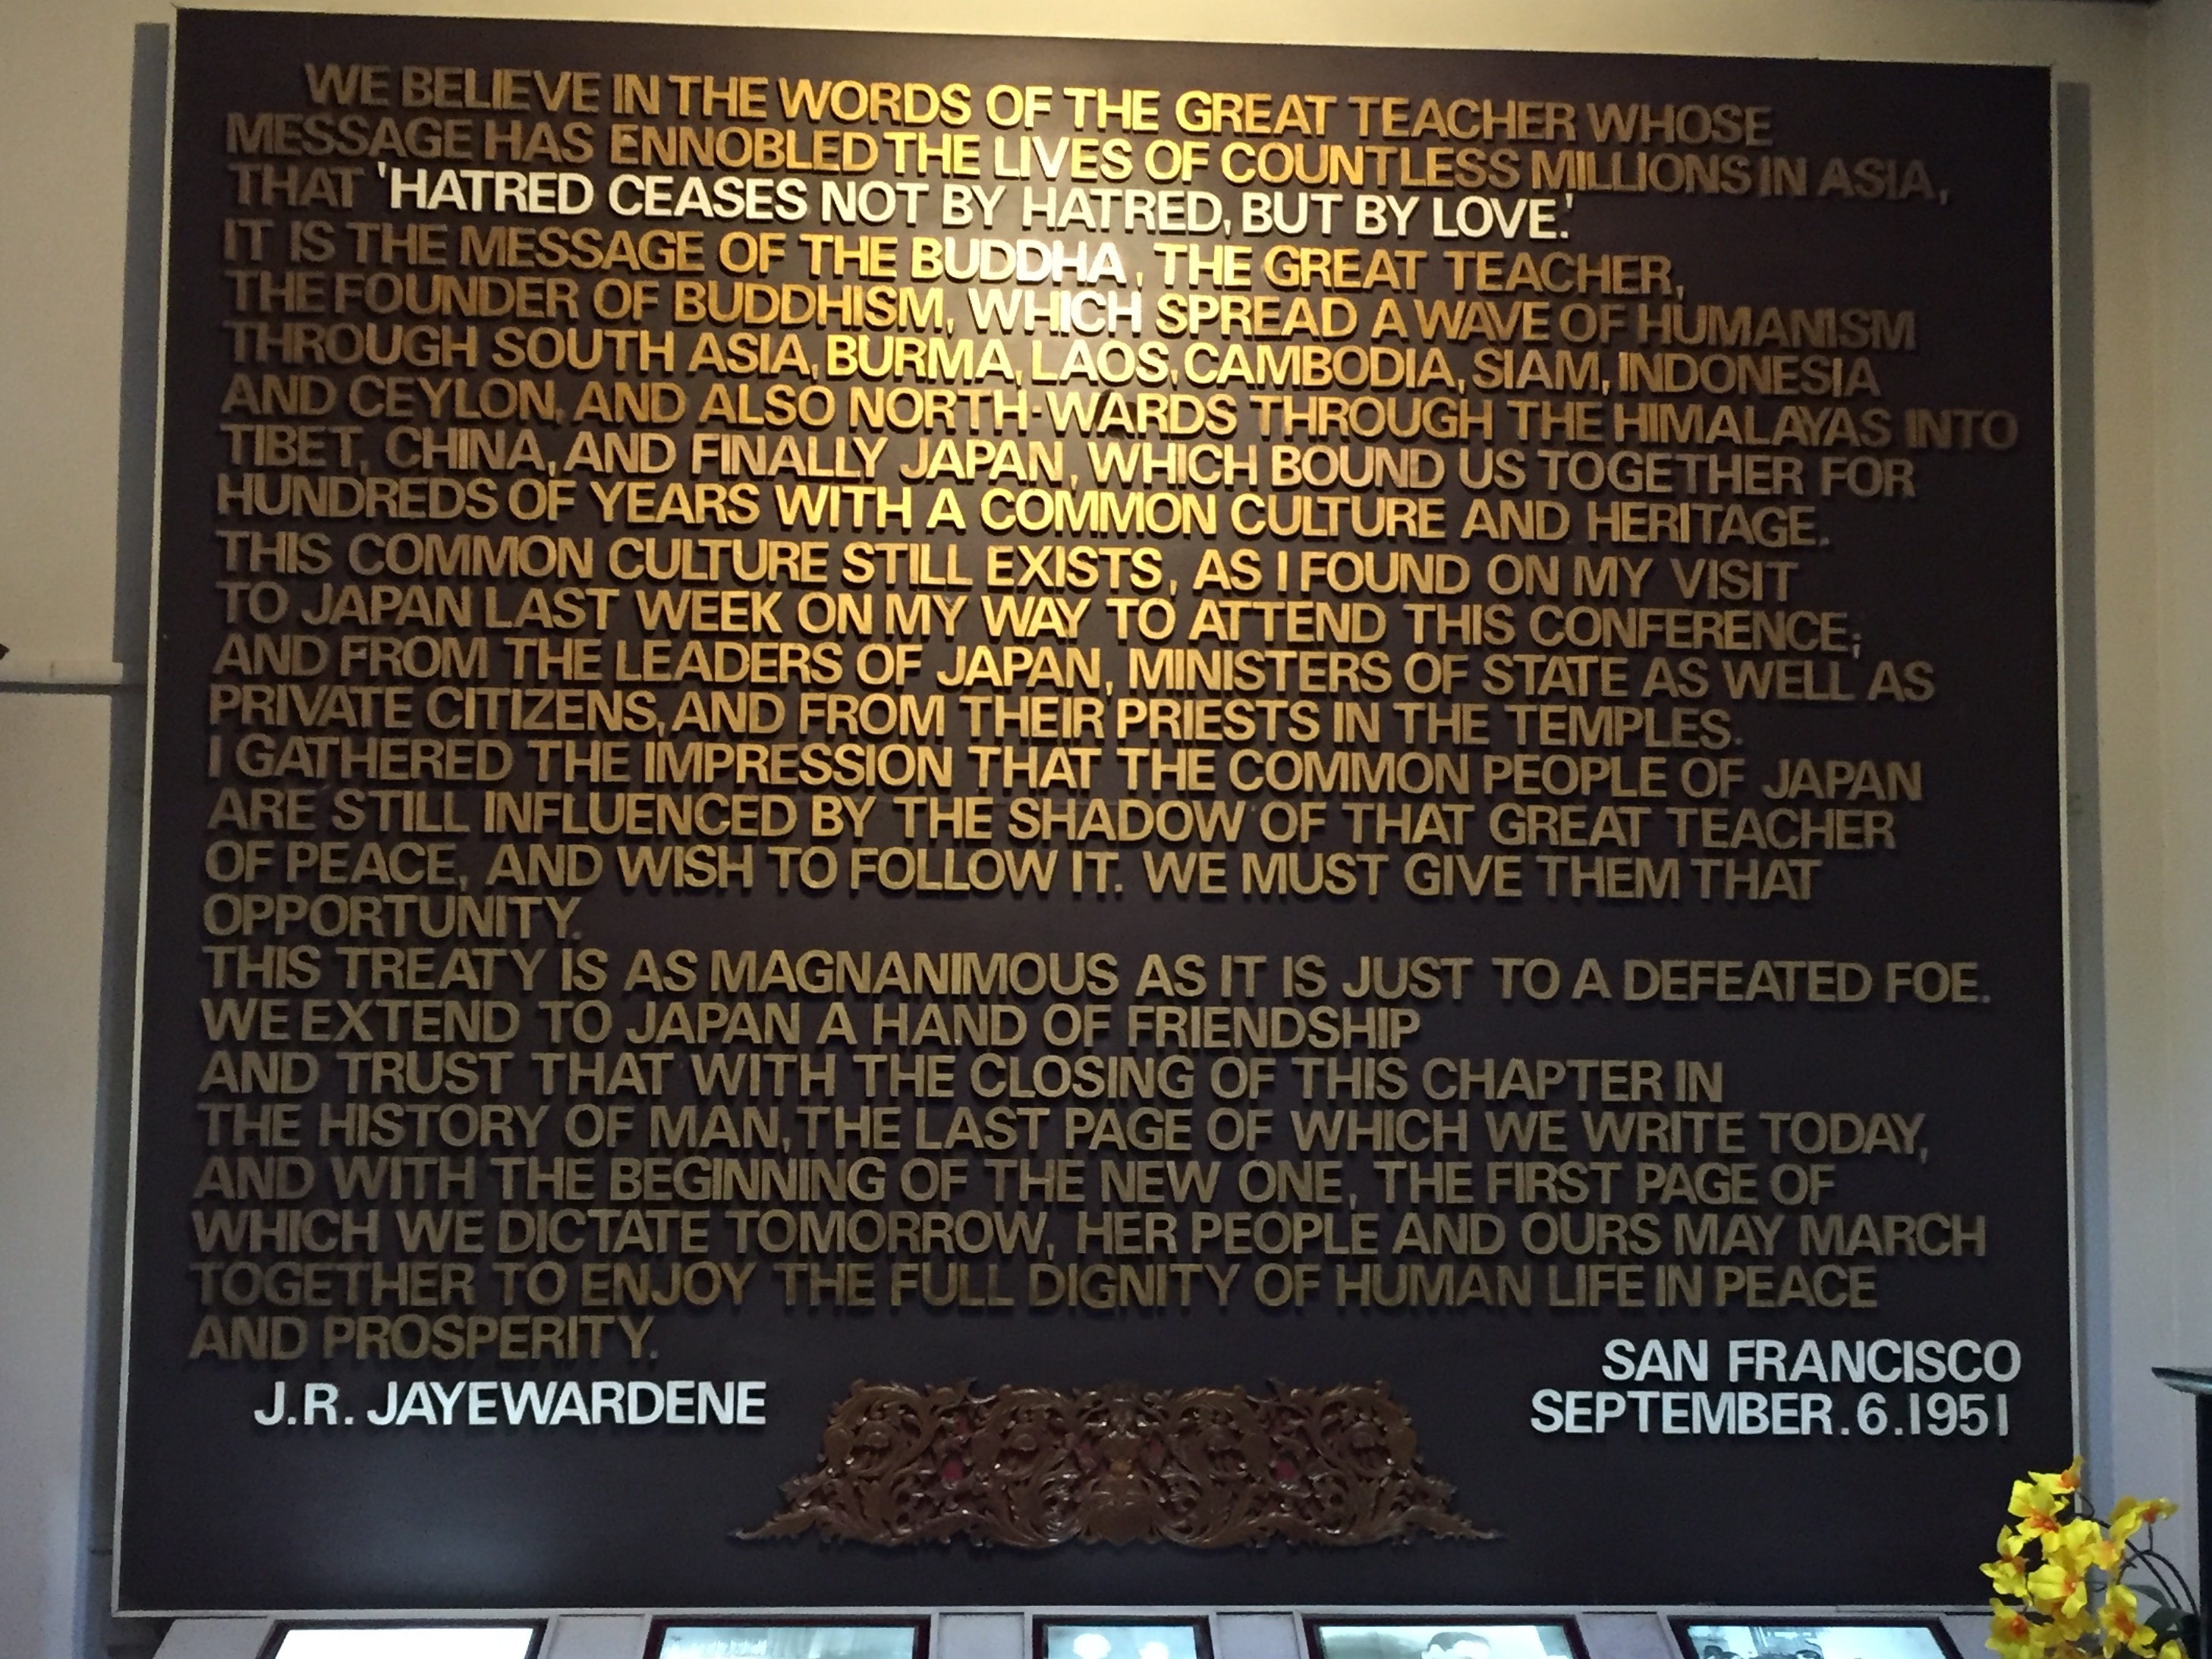 WE BELIEVE IN THE WORDS OF THE GREAT TEACHER WHOSE
MESSAGE HAS ENNOBLED THE LIVES OF COUNTLESS MILLIONS IN ASIA,
THAT 'HATRED CEASES NOT BY HATRED, BUT BY LOVE.'
IT IS THE MESSAGE OF THE BUDDHA, THE GREAT TEACHER,
THE FOUNDER OF BUDDHISM, WHICH SPREAD A WAVE OF HUMANISM
THROUGH SOUTH ASIA, BURMA, LAOS, CAMBODIA, SIAM, INDONESIA
AND CEYLON, AND ALSO NORTH-WARDS THROUGH THE HIMALAYAS INTO
TIBET, CHINA, AND FINALLY JAPAN, WHICH BOUND US TOGETHER FOR
HUNDREDS OF YEARS WITH A COMMON CULTURE AND HERITAGE.
THIS COMMON CULTURE STILL EXISTS, AS I FOUND ON MY VISIT
TO JAPAN LAST WEEK ON MY WAY TO ATTEND THIS CONFERENCE;
AND FROM THE LEADERS OF JAPAN, MINISTERS OF STATE AS WELL AS
PRIVATE CITIZENS, AND FROM THEIR PRIESTS IN THE TEMPLES.
I GATHERED THE IMPRESSION THAT THE COMMON PEOPLE OF JAPAN
ARE STILL INFLUENCED BY THE SHADOW OF THAT GREAT TEACHER
OF PEACE, AND WISH TO FOLLOW IT. WE MUST GIVE THEM THAT
OPPORTUNITY.
THIS TREATY IS AS MAGNANIMOUS AS IT IS JUST TO A DEFEATED FOE.
WE EXTEND TO JAPAN A HAND OF FRIENDSHIP
AND TRUST THAT WITH THE CLOSING OF THIS CHAPTER IN
THE HISTORY OF MAN, THE LAST PAGE OF WHICH WE WRITE TODAY,
AND WITH THE BEGINNING OF THE NEW ONE, THE FIRST PAGE OF
WHICH WE DICTATE TOMORROW, HER PEOPLE AND OURS MAY MARCH
TOGETHER TO ENJOY THE FULL DIGNITY OF HUMAN LIFE IN PEACE
AND PROSPERITY.
J.R. JAYEWARDENE
SAN FRANCISCO
SEPTEMBER.6.1951